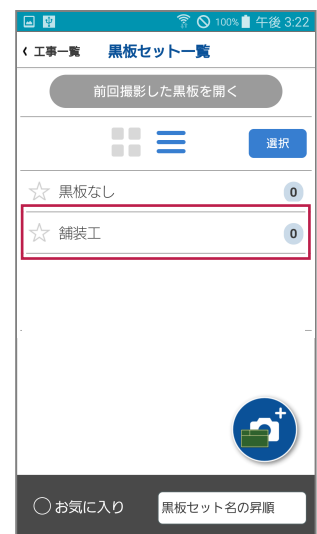 100% 午後 3:22
工事一覧 黒板セット一覧
前回撮影した黒板を開く
選択
黒板なし 0
舗装工 0
お気に入り 黒板セット名の昇順